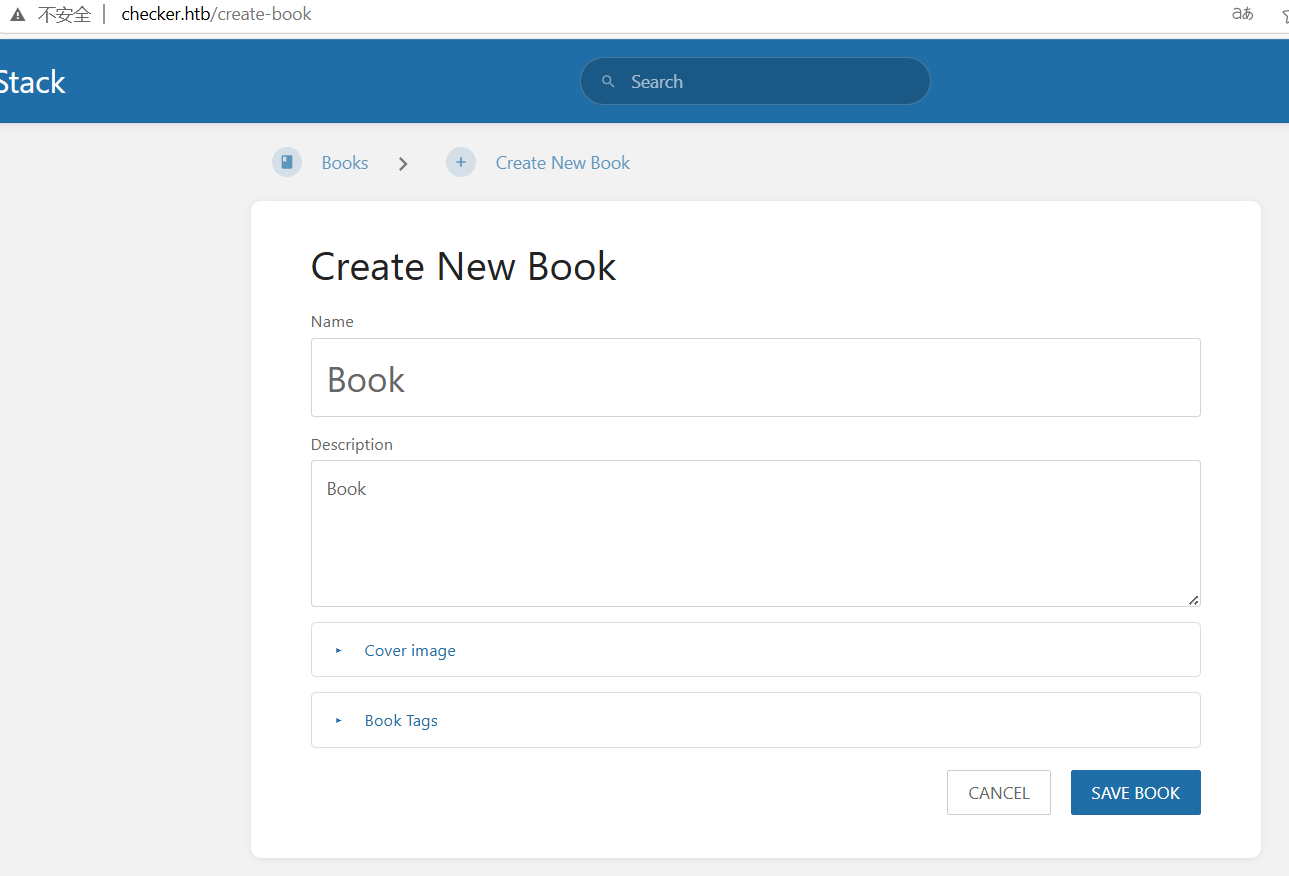 不安全 checker.htb/create-book aあ
Stack
Search
Books
Create New Book
Create New Book
Name
Book
Description
Book
Cover image
Book Tags
CANCEL SAVE BOOK